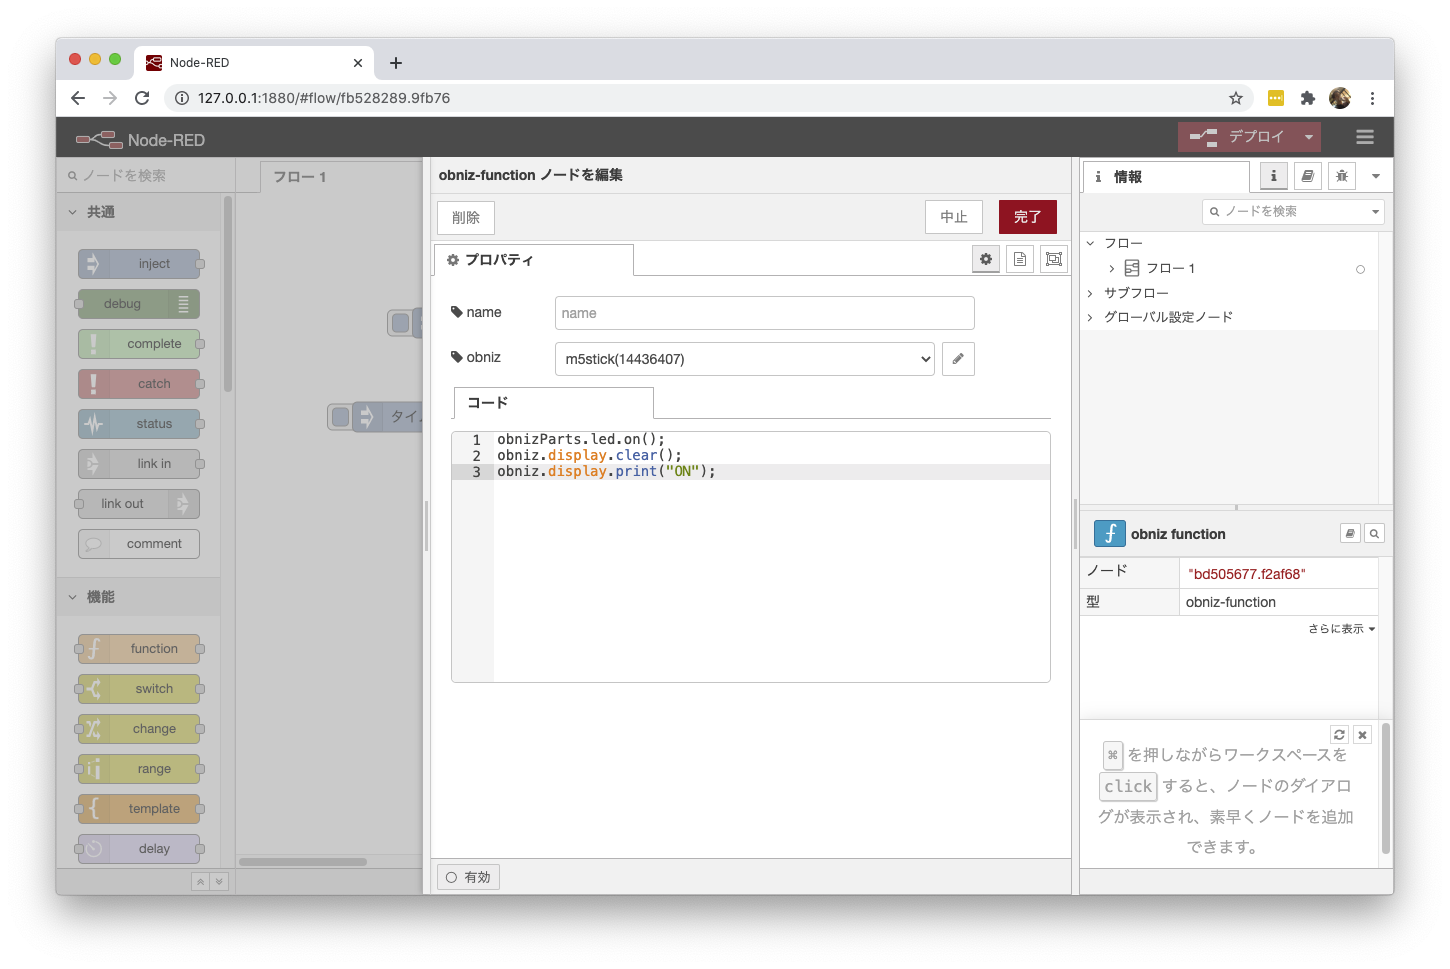 Node-RED
127.0.0.1:1880/#flow/fb528289.9fb76
Node-RED
デプロイ
ノードを検索
共通
inject
debug
complete
catch
status
link in
link out
comment
機能
function
switch
change
range
template
delay
フロー 1
タイ
obniz-function ノードを編集
削除
中止
完了
プロパティ
name
name
obniz
m5stick(14436407)
コード
1 obnizParts.led.on();
2 obniz.display.clear();
3 obniz.display.print("ON");
有効
i 情報
i
ノードを検索
フロー
フロー 1
サブフロー
グローバル設定ノード
obniz function
ノード "bd505677.f2af68"
型 obniz-function
さらに表示
⌘ を押しながらワークスペースを
click すると、ノードのダイアロ
グが表示され、素早くノードを追加
できます。